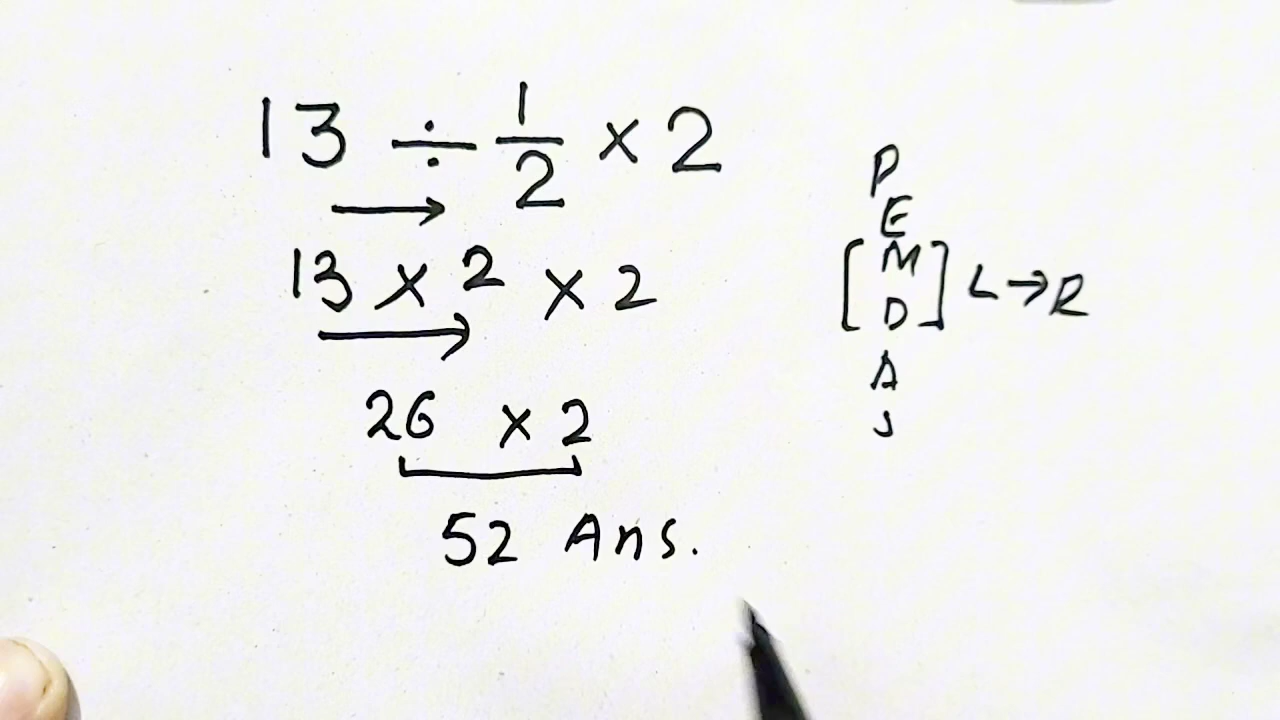 13 ÷ 1/2 × 2
13 × 2 × 2
26 × 2
52 Ans.
P
E
[M
D] L → R
A
S